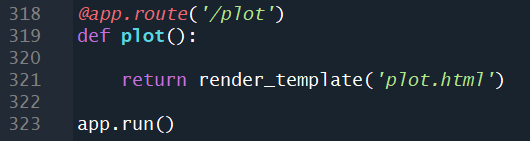 318 @app.route('/plot')
319 def plot():
320
321     return render_template('plot.html')
322
323 app.run()